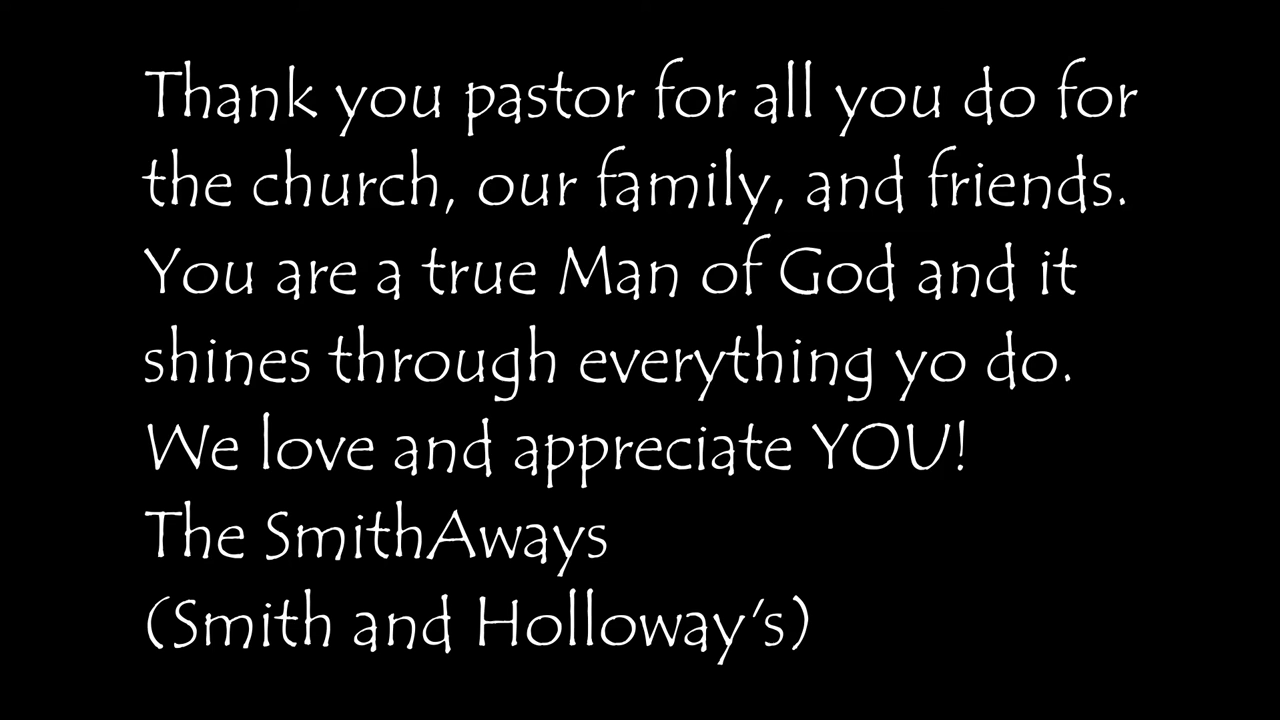 Thank you pastor for all you do for
the church, our family, and friends.
You are a true Man of God and it
shines through everything yo do.
We love and appreciate YOU!
The SmithAways
(Smith and Holloway's)